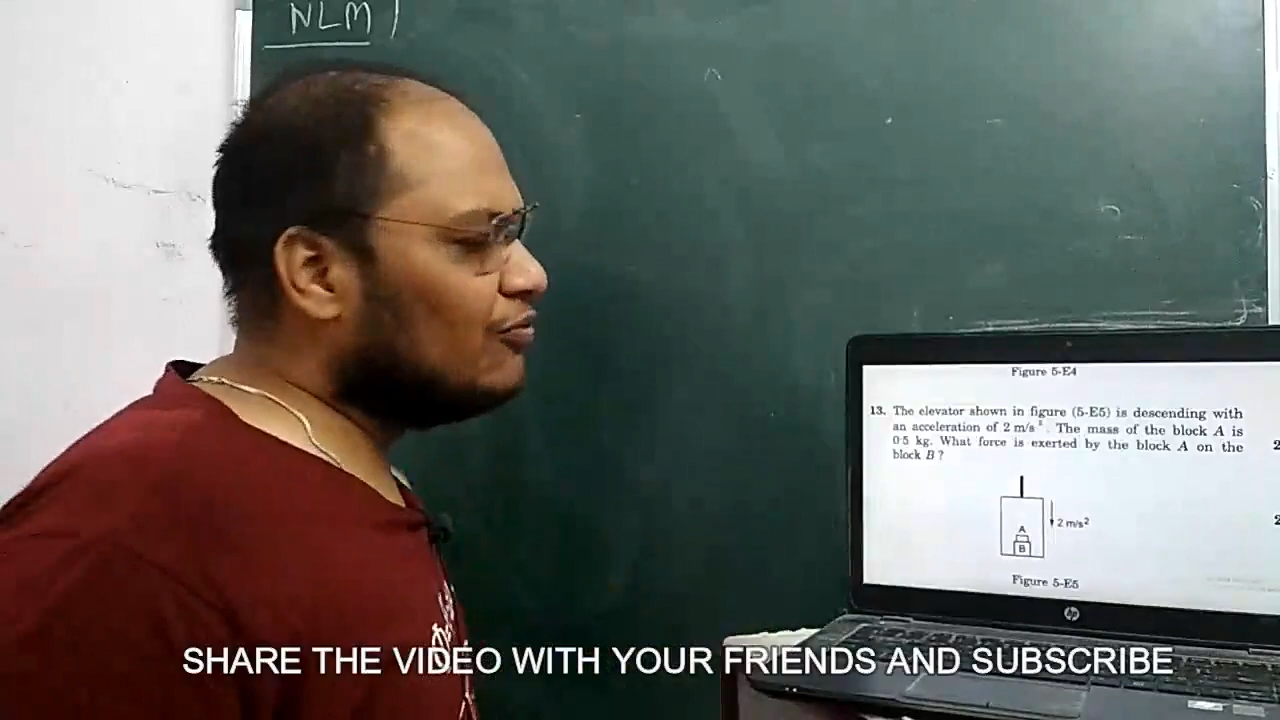 NLM
Figure 5-E4
13. The elevator shown in figure (5-E5) is descending with
an acceleration of 2 m/s². The mass of the block A is
0·5 kg. What force is exerted by the block A on the
block B ?
A
2 m/s²
B
Figure 5-E5
hp
SHARE THE VIDEO WITH YOUR FRIENDS AND SUBSCRIBE